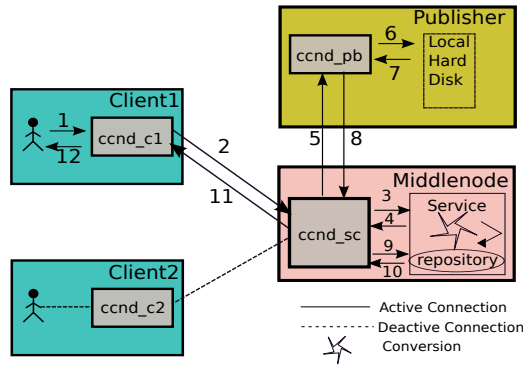 Publisher
6
ccnd_pb
7
Local
Hard
Disk
5
8
Client1
1
ccnd_c1
12
2
11
Middlenode
3
Service
4
ccnd_sc
9
repository
10
Client2
ccnd_c2
Active Connection
Deactive Connection
Conversion